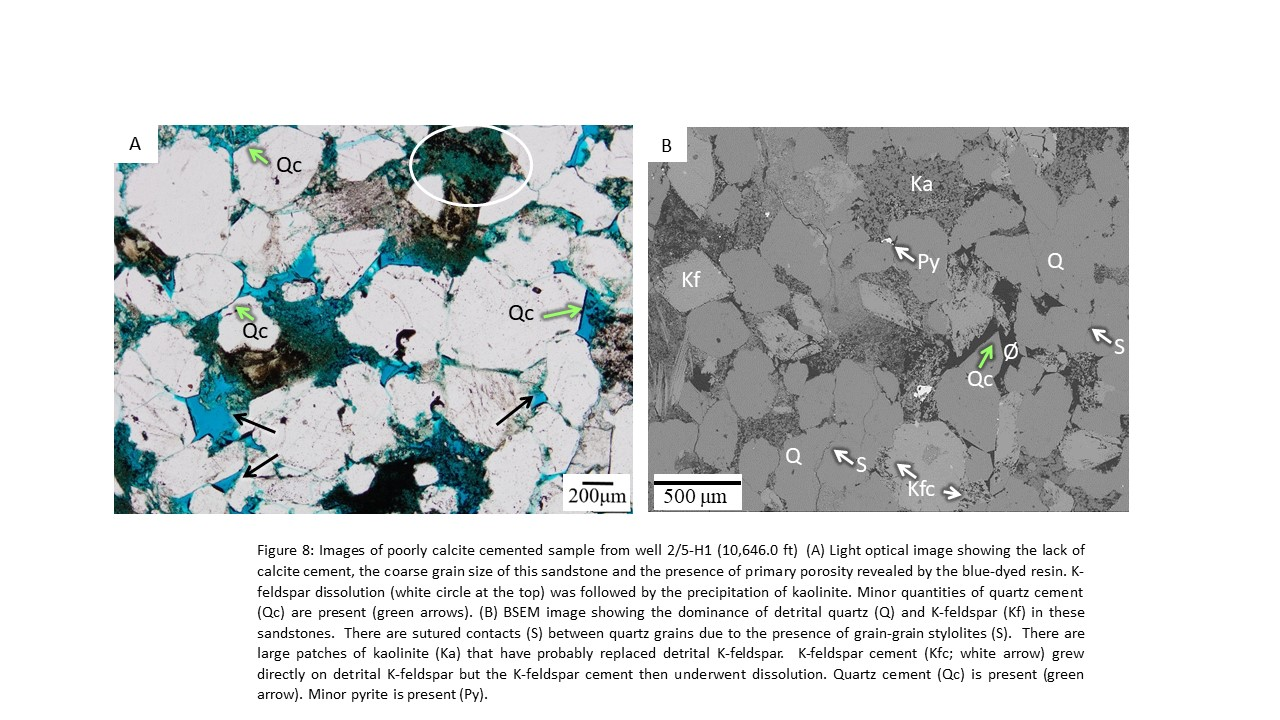 A
Qc
Qc
Qc
200µm
B
Ka
Py
Q
Kf
S
Ø
Qc
Q
S
Kfc
500 µm
Figure 8: Images of poorly calcite cemented sample from well 2/5-H1 (10,646.0 ft) (A) Light optical image showing the lack of
calcite cement, the coarse grain size of this sandstone and the presence of primary porosity revealed by the blue-dyed resin. K-
feldspar dissolution (white circle at the top) was followed by the precipitation of kaolinite. Minor quantities of quartz cement
(Qc) are present (green arrows). (B) BSEM image showing the dominance of detrital quartz (Q) and K-feldspar (Kf) in these
sandstones. There are sutured contacts (S) between quartz grains due to the presence of grain-grain stylolites (S). There are
large patches of kaolinite (Ka) that have probably replaced detrital K-feldspar. K-feldspar cement (Kfc; white arrow) grew
directly on detrital K-feldspar but the K-feldspar cement then underwent dissolution. Quartz cement (Qc) is present (green
arrow). Minor pyrite is present (Py).